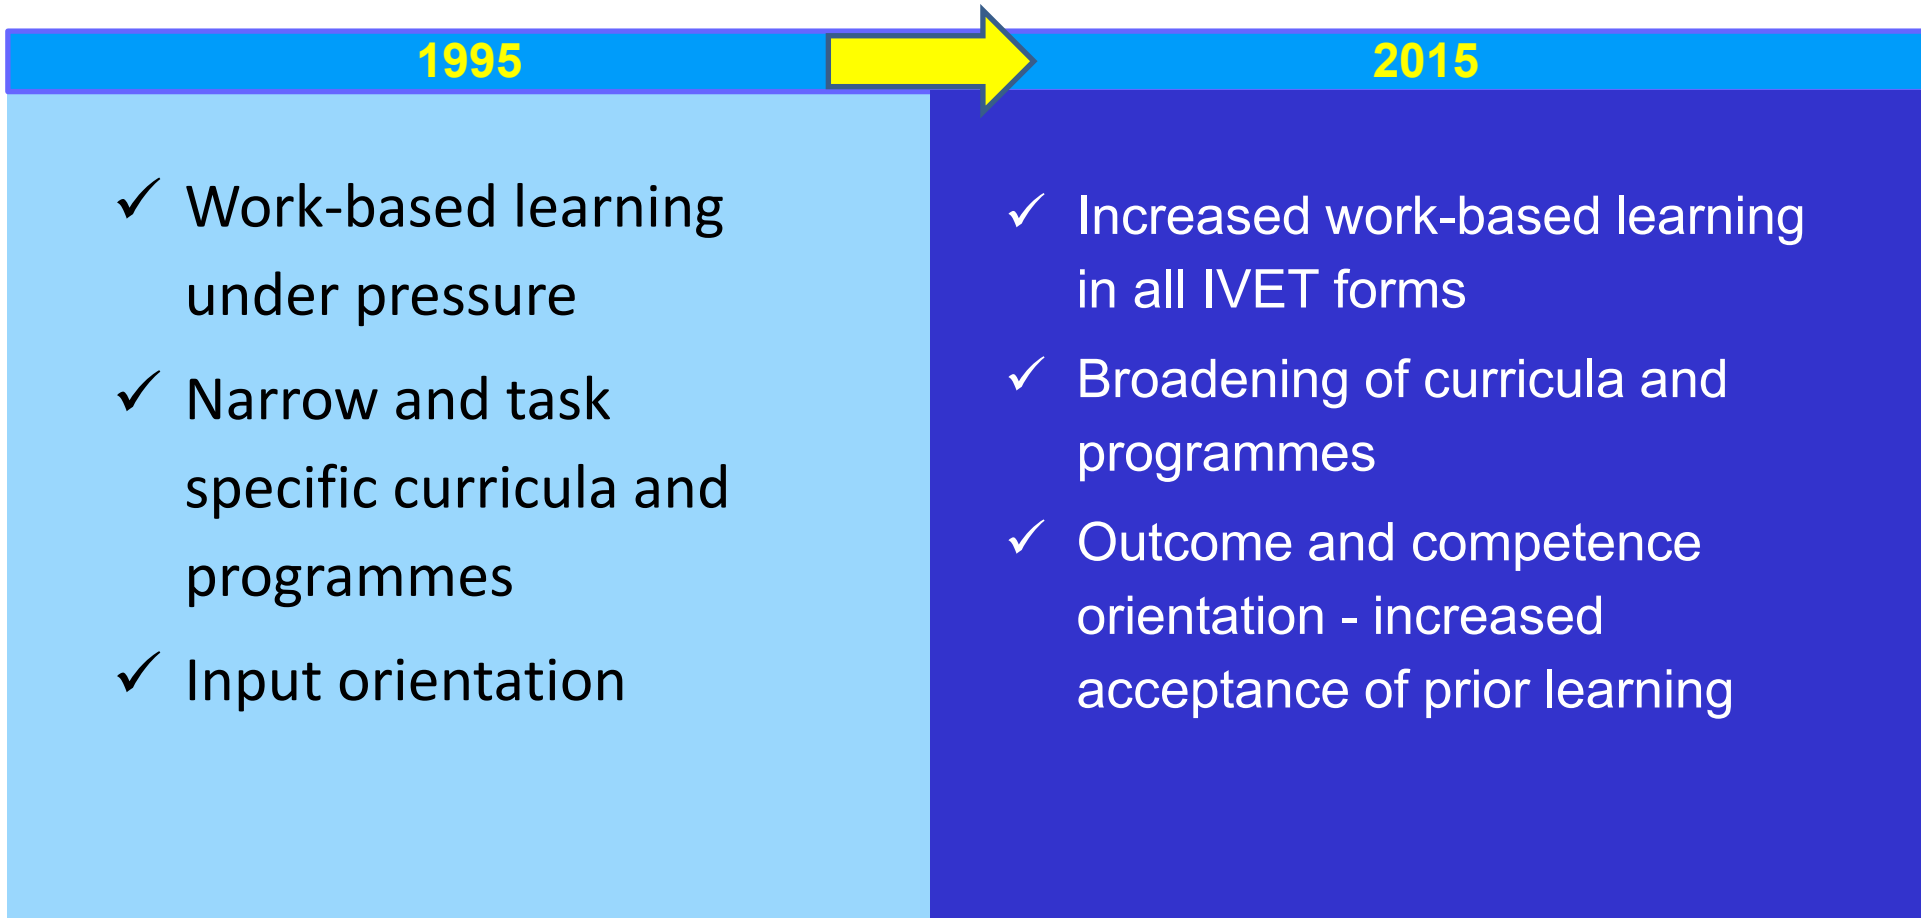 1995
2015
✓ Work-based learning
under pressure
✓ Narrow and task
specific curricula and
programmes
✓ Input orientation
✓ Increased work-based learning
in all IVET forms
✓ Broadening of curricula and
programmes
✓ Outcome and competence
orientation - increased
acceptance of prior learning